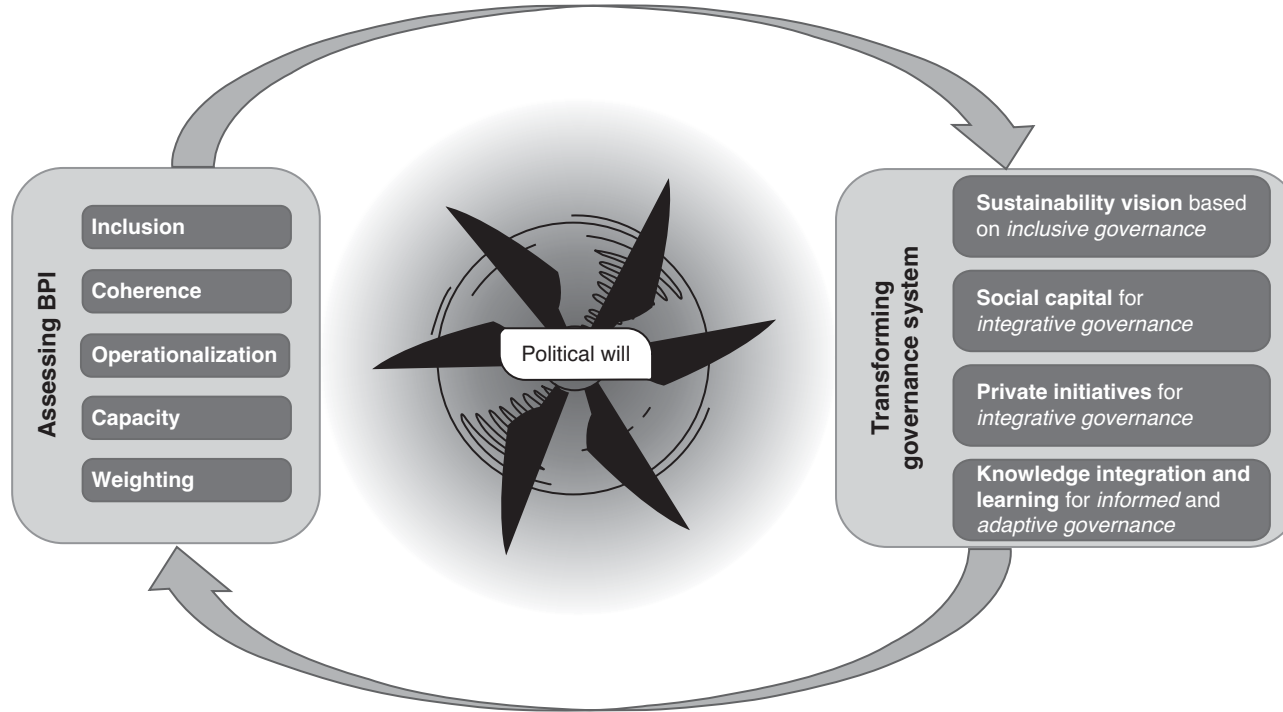 Assessing BPI
Inclusion
Coherence
Operationalization
Capacity
Weighting
Political will
Transforming
governance system
Sustainability vision based
on inclusive governance
Social capital for
integrative governance
Private initiatives for
integrative governance
Knowledge integration and
learning for informed and
adaptive governance